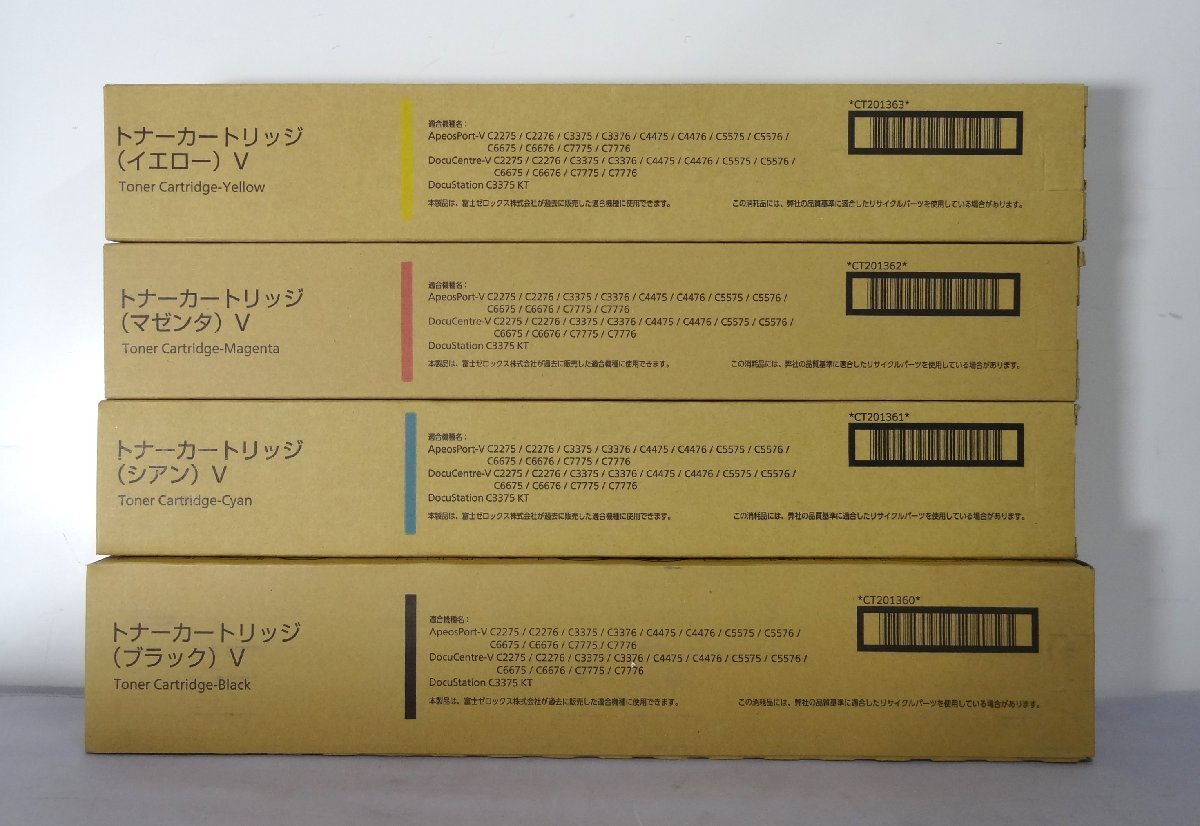 トナーカートリッジ
（イエロー）V
Toner Cartridge-Yellow
適合機種名：
ApeosPort-V C2275 / C2276 / C3375 / C3376 / C4475 / C4476 / C5575 / C5576 /
C6675 / C6676 / C7775 / C7776
DocuCentre-V C2275 / C2276 / C3375 / C3376 / C4475 / C4476 / C5575 / C5576 /
C6675 / C6676 / C7775 / C7776
DocuStation C3375 KT
本製品は、富士ゼロックス株式会社が過去に販売した適合機種に使用できます。
*CT201363*
この消耗品には、弊社の品質基準に適合したリサイクルパーツを使用している場合があります。
トナーカートリッジ
（マゼンタ）V
Toner Cartridge-Magenta
適合機種名：
ApeosPort-V C2275 / C2276 / C3375 / C3376 / C4475 / C4476 / C5575 / C5576 /
C6675 / C6676 / C7775 / C7776
DocuCentre-V C2275 / C2276 / C3375 / C3376 / C4475 / C4476 / C5575 / C5576 /
C6675 / C6676 / C7775 / C7776
DocuStation C3375 KT
本製品は、富士ゼロックス株式会社が過去に販売した適合機種に使用できます。
*CT201362*
この消耗品には、弊社の品質基準に適合したリサイクルパーツを使用している場合があります。
トナーカートリッジ
（シアン）V
Toner Cartridge-Cyan
適合機種名：
ApeosPort-V C2275 / C2276 / C3375 / C3376 / C4475 / C4476 / C5575 / C5576 /
C6675 / C6676 / C7775 / C7776
DocuCentre-V C2275 / C2276 / C3375 / C3376 / C4475 / C4476 / C5575 / C5576 /
C6675 / C6676 / C7775 / C7776
DocuStation C3375 KT
本製品は、富士ゼロックス株式会社が過去に販売した適合機種に使用できます。
*CT201361*
この消耗品には、弊社の品質基準に適合したリサイクルパーツを使用している場合があります。
トナーカートリッジ
（ブラック）V
Toner Cartridge-Black
適合機種名：
ApeosPort-V C2275 / C2276 / C3375 / C3376 / C4475 / C4476 / C5575 / C5576 /
C6675 / C6676 / C7775 / C7776
DocuCentre-V C2275 / C2276 / C3375 / C3376 / C4475 / C4476 / C5575 / C5576 /
C6675 / C6676 / C7775 / C7776
DocuStation C3375 KT
本製品は、富士ゼロックス株式会社が過去に販売した適合機種に使用できます。
*CT201360*
この消耗品には、弊社の品質基準に適合したリサイクルパーツを使用している場合があります。